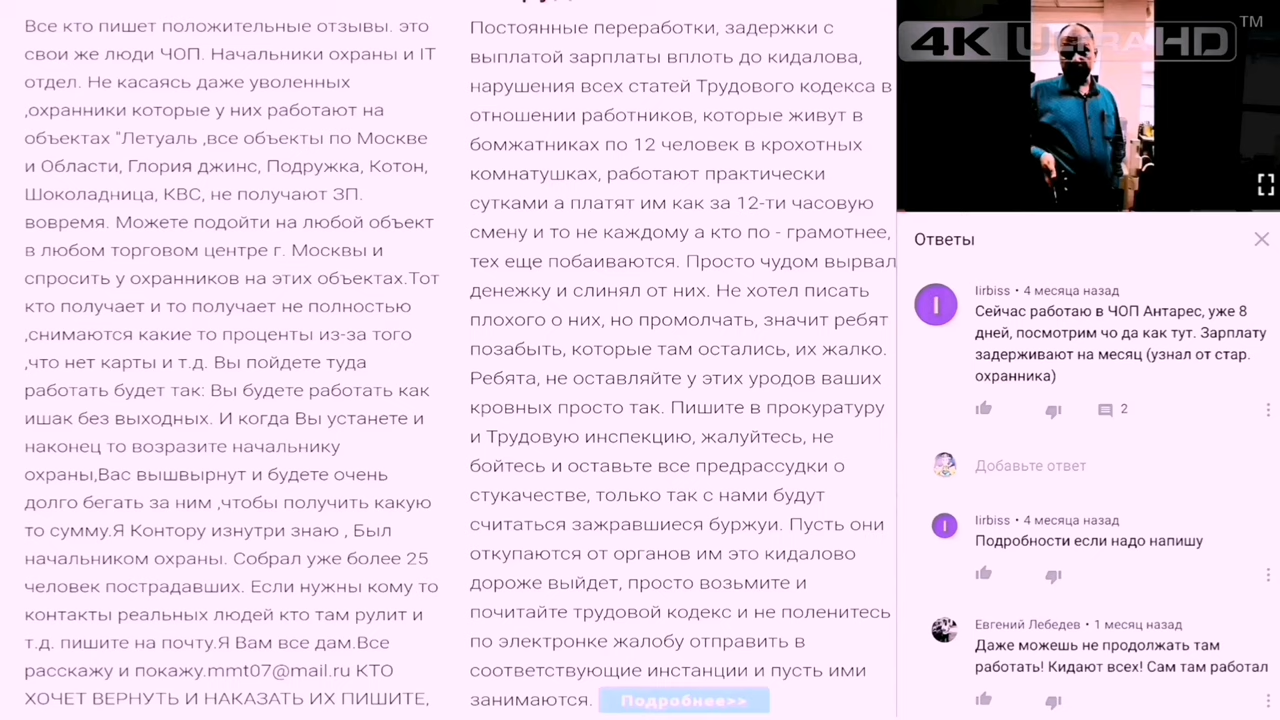 Все кто пишет положительные отзывы. это
свои же люди ЧОП. Начальники охраны и IT
отдел. Не касаясь даже уволенных
,охранники которые у них работают на
объектах "Летуаль ,все объекты по Москве
и Области, Глория джинс, Подружка, Котон,
Шоколадница, КВС, не получают ЗП.
вовремя. Можете подойти на любой объект
в любом торговом центре г. Москвы и
спросить у охранников на этих объектах.Тот
кто получает и то получает не полностью
,снимаются какие то проценты из-за того
,что нет карты и т.д. Вы пойдете туда
работать будет так: Вы будете работать как
ишак без выходных. И когда Вы устанете и
наконец то возразите начальнику
охраны,Вас вышвырнут и будете очень
долго бегать за ним ,чтобы получить какую
то сумму.Я Контору изнутри знаю , Был
начальником охраны. Собрал уже более 25
человек пострадавших. Если нужны кому то
контакты реальных людей кто там рулит и
т.д. пишите на почту.Я Вам все дам.Все
расскажу и покажу.mmt07@mail.ru КТО
ХОЧЕТ ВЕРНУТЬ И НАКАЗАТЬ ИХ ПИШИТЕ,
Постоянные переработки, задержки с
выплатой зарплаты вплоть до кидалова,
нарушения всех статей Трудового кодекса в
отношении работников, которые живут в
бомжатниках по 12 человек в крохотных
комнатушках, работают практически
сутками а платят им как за 12-ти часовую
смену и то не каждому а кто по - грамотнее,
тех еще побаиваются. Просто чудом вырвал
денежку и слинял от них. Не хотел писать
плохого о них, но промолчать, значит ребят
позабыть, которые там остались, их жалко.
Ребята, не оставляйте у этих уродов ваших
кровных просто так. Пишите в прокуратуру
и Трудовую инспекцию, жалуйтесь, не
бойтесь и оставьте все предрассудки о
стукачестве, только так с нами будут
считаться зажравшиеся буржуи. Пусть они
откупаются от органов им это кидалово
дороже выйдет, просто возьмите и
почитайте трудовой кодекс и не поленитесь
по электронке жалобу отправить в
соответствующие инстанции и пусть ими
занимаются. Подробнее>>
4K ULTRA HD ™
Ответы
Iirbiss • 4 месяца назад
Сейчас работаю в ЧОП Антарес, уже 8
дней, посмотрим чо да как тут. Зарплату
задерживают на месяц (узнал от стар.
охранника)
2
Добавьте ответ
Iirbiss • 4 месяца назад
Подробности если надо напишу
Евгений Лебедев • 1 месяц назад
Даже можешь не продолжать там
работать! Кидают всех! Сам там работал